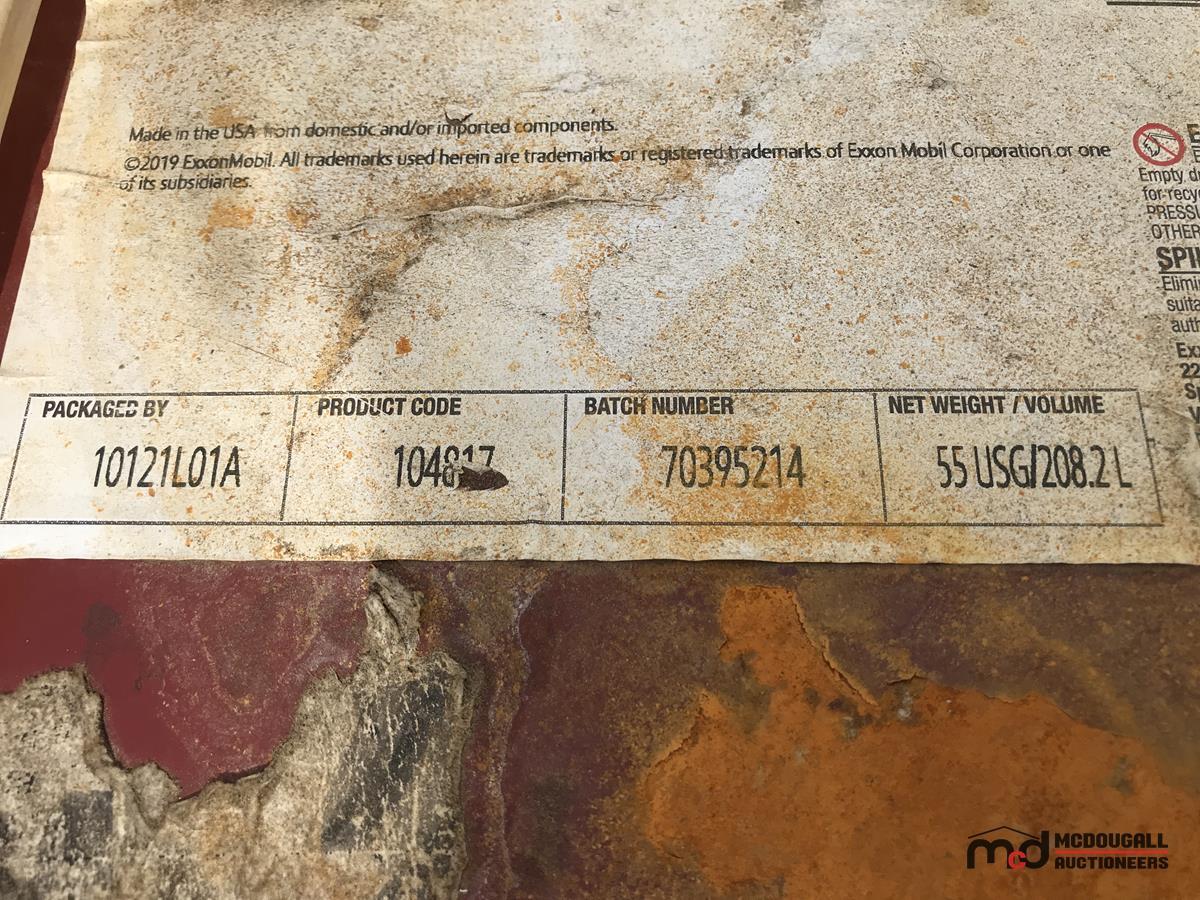 Made in the USA from domestic and/or imported components.
©2019 ExxonMobil. All trademarks used herein are trademarks or registered trademarks of Exxon Mobil Corporation or one
of its subsidiaries.
Empty
for
OTHER
PACKAGED BY PRODUCT CODE BATCH NUMBER NET WEIGHT / VOLUME
10121L01A 104817 70395214 55 USG/208.2 L
MCDOUGALL
AUCTIONEERS